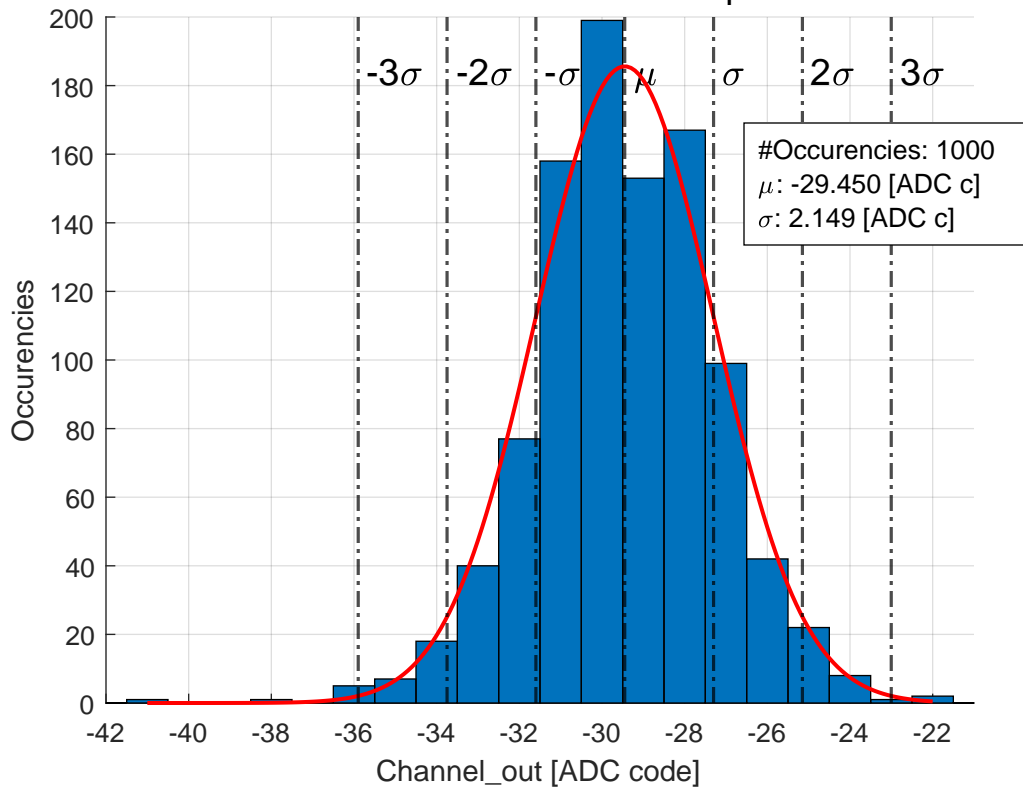 200
180
160
140
120
100
80
60
40
20
0
-3σ -2σ -σ μ σ 2σ 3σ
#Occurencies: 1000
μ: -29.450 [ADC c]
σ: 2.149 [ADC c]
Occurencies
-42 -40 -38 -36 -34 -32 -30 -28 -26 -24 -22
Channel_out [ADC code]